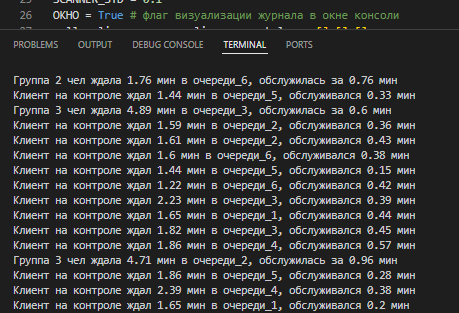 26 ОКНО = True # флаг визуализации журнала в окне консоли
PROBLEMS OUTPUT DEBUG CONSOLE TERMINAL PORTS
Группа 2 чел ждала 1.76 мин в очереди_6, обслужилась за 0.76 мин
Клиент на контроле ждал 1.44 мин в очереди_5, обслуживался 0.33 мин
Группа 3 чел ждала 4.89 мин в очереди_3, обслужилась за 0.6 мин
Клиент на контроле ждал 1.59 мин в очереди_2, обслуживался 0.36 мин
Клиент на контроле ждал 1.61 мин в очереди_2, обслуживался 0.43 мин
Клиент на контроле ждал 1.6 мин в очереди_6, обслуживался 0.38 мин
Клиент на контроле ждал 1.44 мин в очереди_5, обслуживался 0.15 мин
Клиент на контроле ждал 1.22 мин в очереди_6, обслуживался 0.42 мин
Клиент на контроле ждал 2.23 мин в очереди_3, обслуживался 0.39 мин
Клиент на контроле ждал 1.65 мин в очереди_1, обслуживался 0.44 мин
Клиент на контроле ждал 1.82 мин в очереди_3, обслуживался 0.45 мин
Клиент на контроле ждал 1.86 мин в очереди_4, обслуживался 0.57 мин
Группа 3 чел ждала 4.71 мин в очереди_2, обслужилась за 0.96 мин
Клиент на контроле ждал 1.86 мин в очереди_5, обслуживался 0.28 мин
Клиент на контроле ждал 2.39 мин в очереди_4, обслуживался 0.38 мин
Клиент на контроле ждал 1.65 мин в очереди_1, обслуживался 0.2 мин